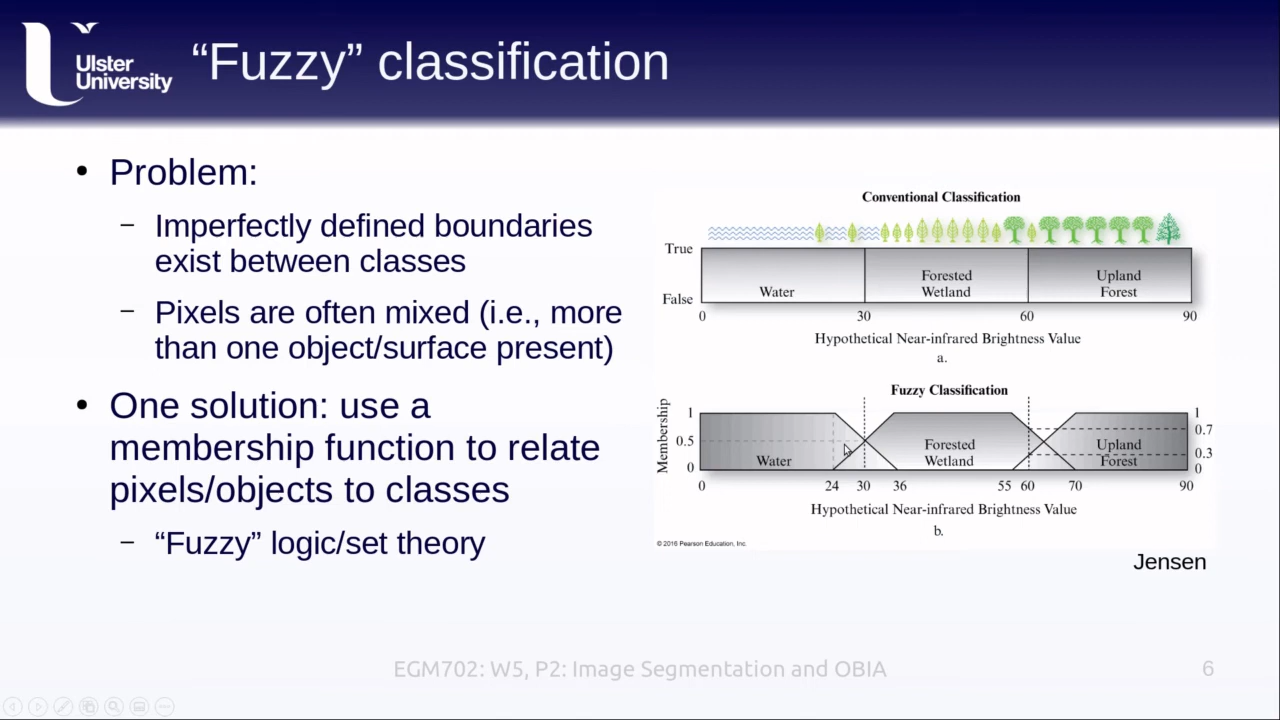 Ulster
University
“Fuzzy” classification
• Problem:
– Imperfectly defined boundaries
exist between classes
– Pixels are often mixed (i.e., more
than one object/surface present)
• One solution: use a
membership function to relate
pixels/objects to classes
– “Fuzzy” logic/set theory
Conventional Classification
True
False
Water
Forested
Wetland
Upland
Forest
0 30 60 90
Hypothetical Near-infrared Brightness Value
a.
Fuzzy Classification
Membership
1
0.5
0
Water
Forested
Wetland
Upland
Forest
1
0.7
0.3
0
0 24 30 36 55 60 70 90
Hypothetical Near-infrared Brightness Value
b.
© 2016 Pearson Education, Inc.
Jensen
EGM702: W5, P2: Image Segmentation and OBIA
6